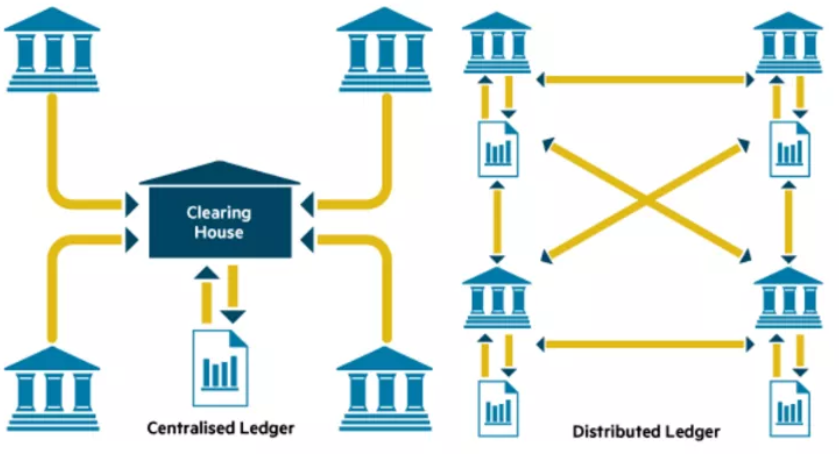 Clearing
House
Centralised Ledger
Distributed Ledger